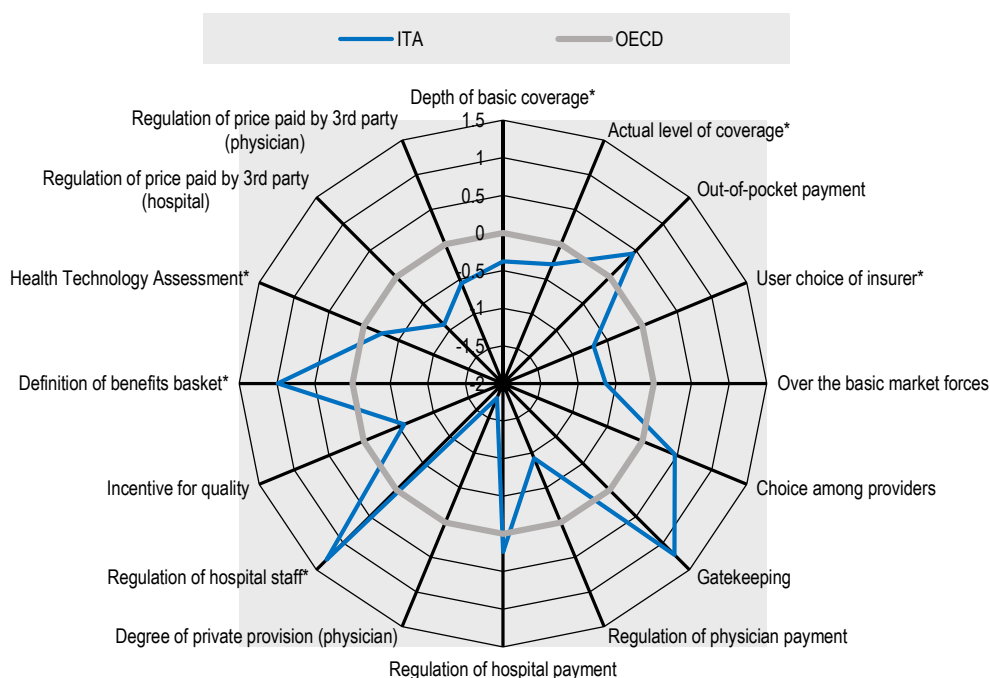 ITA
OECD
Depth of basic coverage*
Regulation of price paid by 3rd party
(physician)
Actual level of coverage*
Regulation of price paid by 3rd party
(hospital)
Out-of-pocket payment
Health Technology Assessment*
User choice of insurer*
Definition of benefits basket*
Over the basic market forces
Incentive for quality
Choice among providers
Regulation of hospital staff*
Gatekeeping
Degree of private provision (physician)
Regulation of physician payment
Regulation of hospital payment
1.5
1
0.5
0
-0.5
-1
-1.5
-2